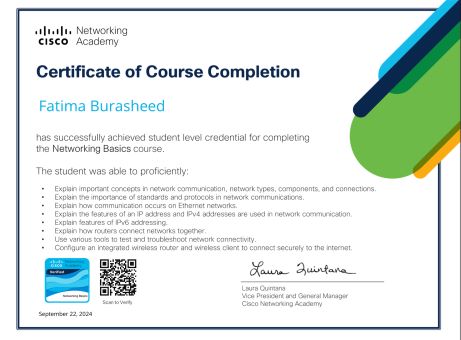 Networking
CISCO Academy
Certificate of Course Completion
Fatima Burasheed
has successfully achieved student level credential for completing
the Networking Basics course.
The student was able to proficiently:
• Explain important concepts in network communication, network types, components, and connections.
• Explain the importance of standards and protocols in network communications.
• Explain how communication occurs on Ethernet networks.
• Explain the features of an IP address and IPv4 addresses are used in network communication.
• Explain features of IPv6 addressing.
• Explain how routers connect networks together.
• Use various tools to test and troubleshoot network connectivity.
• Configure an integrated wireless router and wireless client to connect securely to the internet.
CISCO
Verified
Networking Basics
Scan to Verify
Laura Quintana
Laura Quintana
Vice President and General Manager
Cisco Networking Academy
September 22, 2024